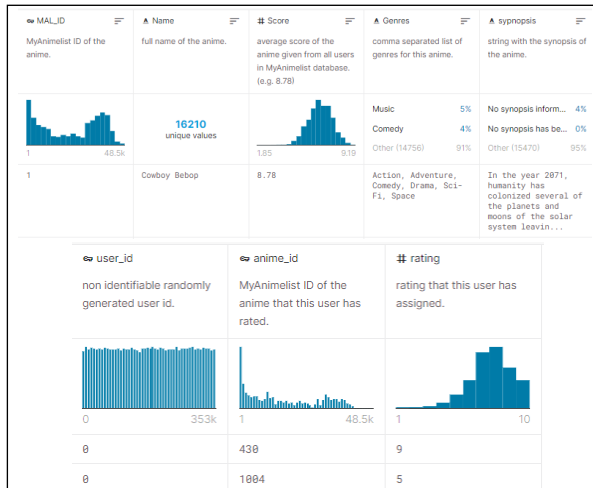 MAL_ID
MyAnimelist ID of the
anime.
1
48.5k
1
Name
full name of the anime.
16210
unique values
Cowboy Bebop
# Score
average score of the
anime given from all users
in MyAnimelist database.
(e.g. 8.78)
1.85
9.19
8.78
Genres
comma separated list of
genres for this anime.
Music 5%
Comedy 4%
Other (14756) 91%
Action, Adventure,
Comedy, Drama, Sci-
Fi, Space
sypnopsis
string with the synopsis of
the anime.
No synopsis inform... 4%
No synopsis has be... 0%
Other (15470) 95%
In the year 2071,
humanity has
colonized several of
the planets and
moons of the solar
system leavin...
user_id
non identifiable randomly
generated user id.
0
353k
0
0
anime_id
MyAnimelist ID of the
anime that this user has
rated.
1
48.5k
430
1004
# rating
rating that this user has
assigned.
1
10
9
5